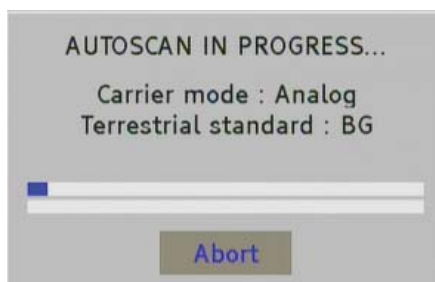 AUTOSCAN IN PROGRESS...
Carrier mode : Analog
Terrestrial standard : BG
Abort